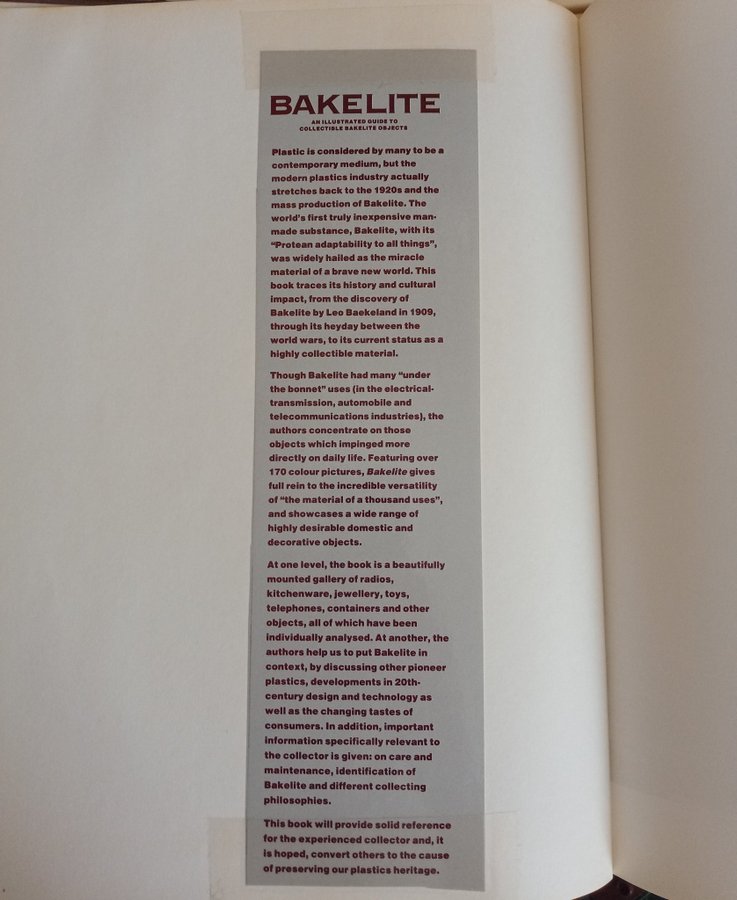 BAKELITE
AN ILLUSTRATED GUIDE TO
COLLECTIBLE BAKELITE OBJECTS
Plastic is considered by many to be a
contemporary medium, but the
modern plastics industry actually
stretches back to the 1920s and the
mass production of Bakelite. The
world's first truly inexpensive man-
made substance, Bakelite, with its
"Protean adaptability to all things",
was widely hailed as the miracle
material of a brave new world. This
book traces its history and cultural
impact, from the discovery of
Bakelite by Leo Baekeland in 1909,
through its heyday between the
world wars, to its current status as a
highly collectible material.
Though Bakelite had many "under
the bonnet" uses (in the electrical-
transmission, automobile and
telecommunications industries), the
authors concentrate on those
objects which impinged more
directly on daily life. Featuring over
170 colour pictures, Bakelite gives
full rein to the incredible versatility
of "the material of a thousand uses",
and showcases a wide range of
highly desirable domestic and
decorative objects.
At one level, the book is a beautifully
mounted gallery of radios,
kitchenware, jewellery, toys,
telephones, containers and other
objects, all of which have been
individually analysed. At another, the
authors help us to put Bakelite in
context, by discussing other pioneer
plastics, developments in 20th-
century design and technology as
well as the changing tastes of
consumers. In addition, important
information specifically relevant to
the collector is given: on care and
maintenance, identification of
Bakelite and different collecting
philosophies.
This book will provide solid reference
for the experienced collector and, it
is hoped, convert others to the cause
of preserving our plastics heritage.